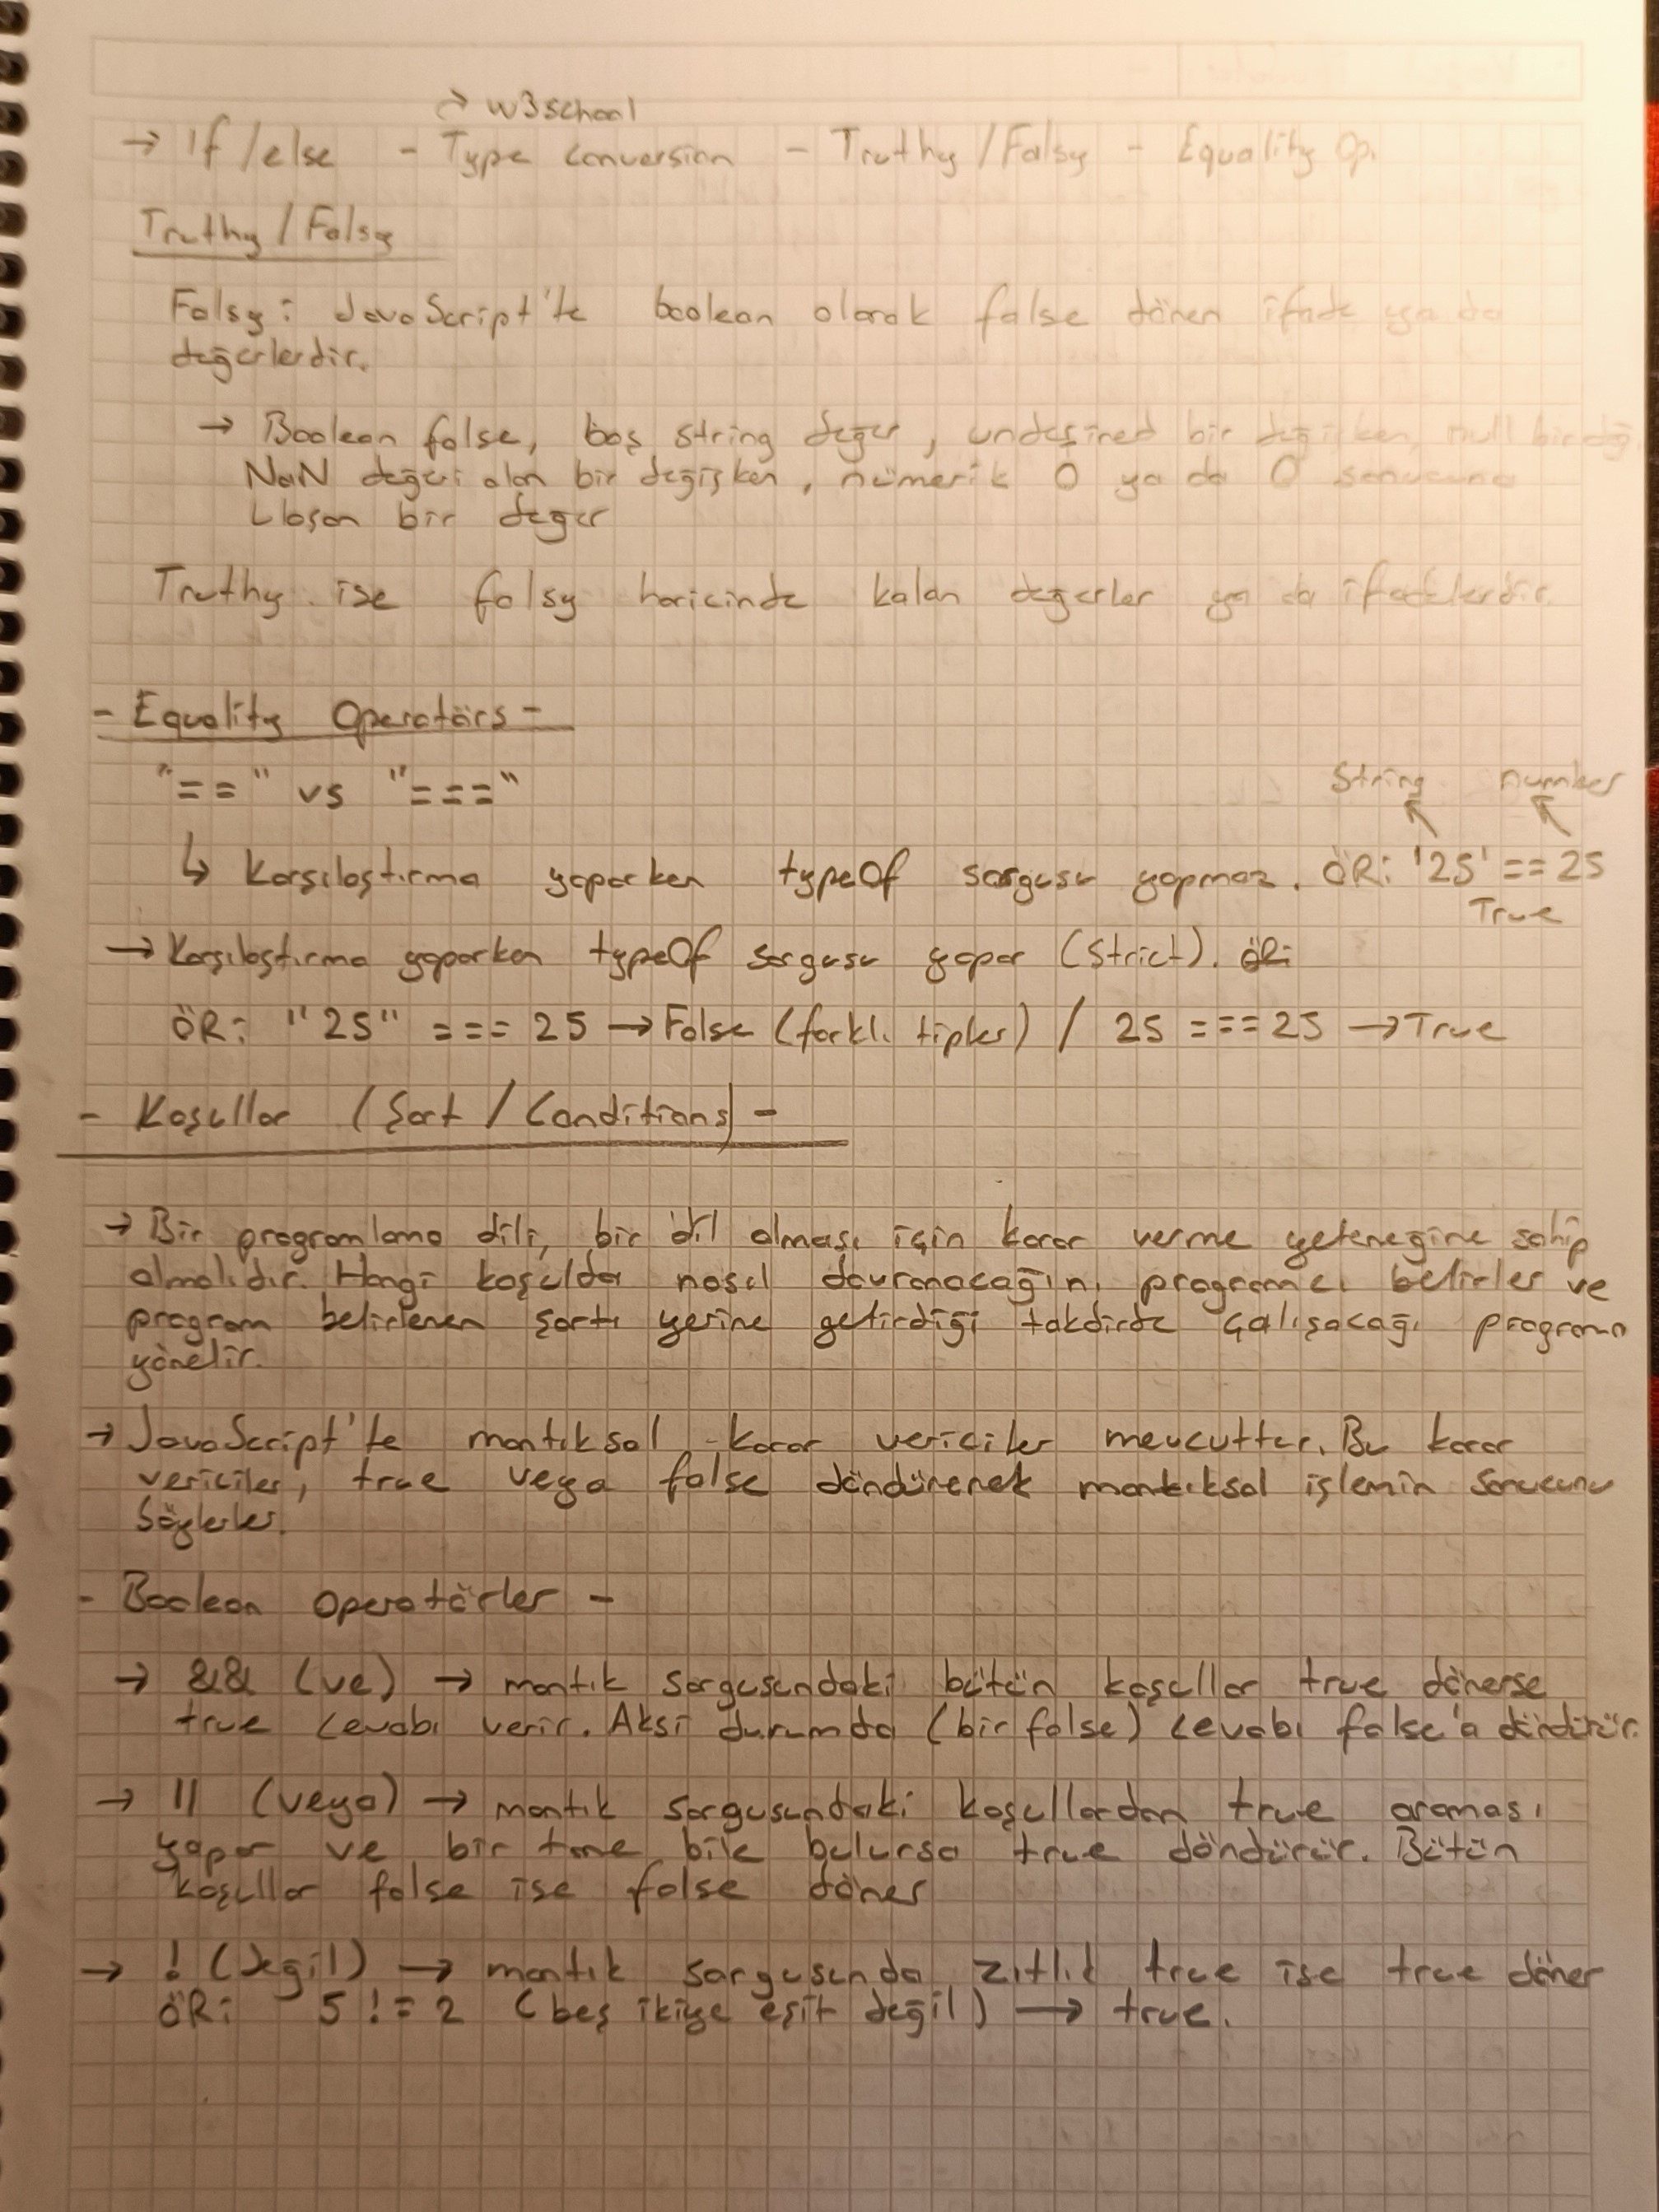 → w3school
→ If/else - Type conversion - Truthy/Falsy - Equality Op.
Truthy/Falsy
Falsy: JavaScript'te boolean olarak false dönen ifade ya da
değerlerdir.
→ Boolean false, boş string değer, undefined bir değişken, null bir değ.
NaN değeri alan bir değişken, nümerik 0 ya da 0 sonucuna
ulaşan bir değer
Truthy ise falsy haricinde kalan değerler ya da ifadelerdir.
- Equality Operatörs -
"==" vs "==="
String number
↳ Karşılaştırma yaparken typeOf sorgusu yapmaz. ÖR: '25' == 25
True
→ Karşılaştırma yaparken typeOf sorgusu yapar (Strict). ÖR:
ÖR: "25" === 25 → False (farklı tipler) / 25 === 25 → True
- Koşullar (Şart / Conditions) -
→ Bir programlama dili, bir dil olması için karar verme yeteneğine sahip
olmalıdır. Hangi koşulda nasıl davranacağını programcı belirler ve
program belirlenen şartı yerine getirdiği takdirde çalışacağı programı
yönetir.
→ JavaScript'te mantıksal karar vericiler mevcuttur. Bu karar
vericiler, true veya false döndürerek mantıksal işlemin sonucunu
söylerler.
- Boolean Operatörler -
→ && (ve) → mantık sorgusundaki bütün koşullar true dönerse
true cevabı verir. Aksi durumda (bir false) cevabı false'a döndürür.
→ || (veya) → mantık sorgusundaki koşullardan true araması
yapar ve bir tane bile bulursa true döndürür. Bütün
koşullar false ise false döner
→ ! (değil) → mantık sorgusunda zıtlık true ise true döner
ÖR: 5 != 2 (beş ikiye eşit değil) → true.